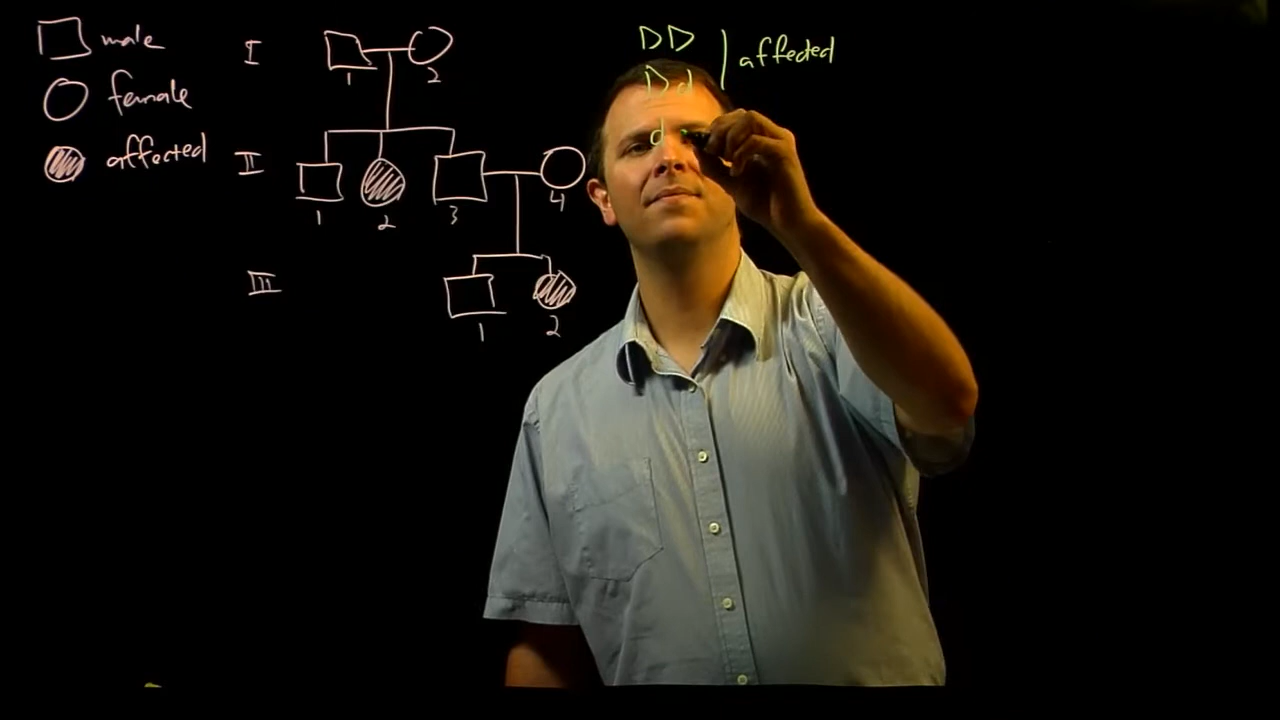 male
female
affected
I
1 2
II
1 2 3 4
III
1 2
DD
Dd
affected
d